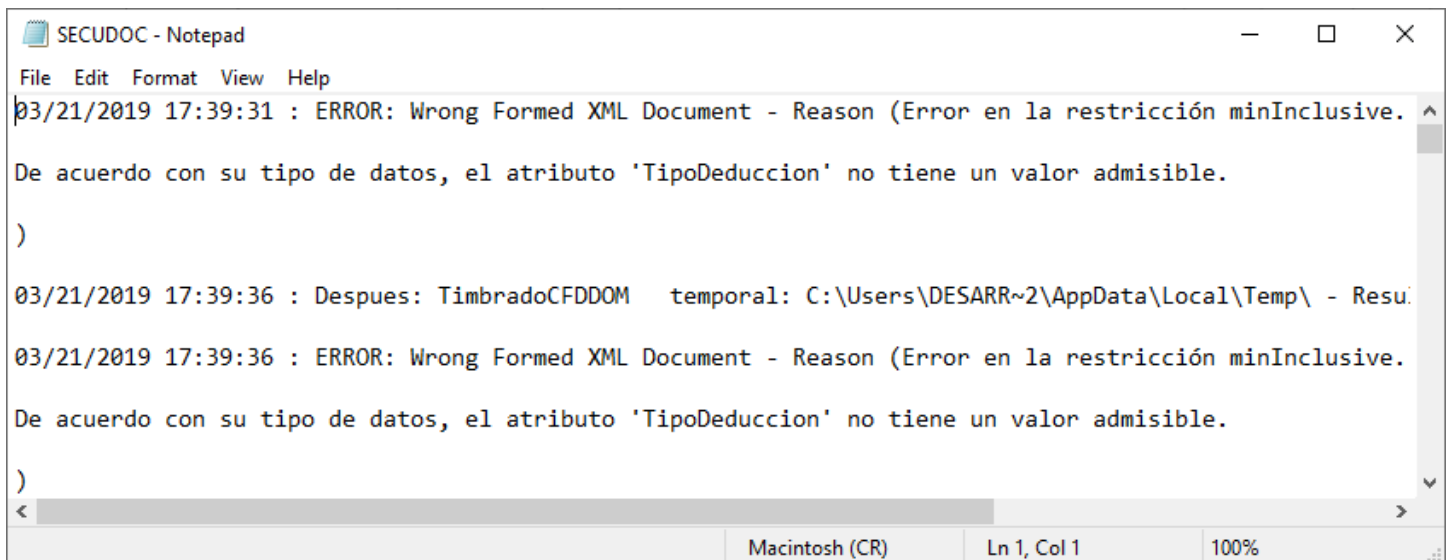 SECUDOC - Notepad
File Edit Format View Help
03/21/2019 17:39:31 : ERROR: Wrong Formed XML Document - Reason (Error en la restricción minInclusive.
De acuerdo con su tipo de datos, el atributo 'TipoDeduccion' no tiene un valor admisible.
)
03/21/2019 17:39:36 : Despues: TimbradoCFDDOM   temporal: C:\Users\DESARR~2\AppData\Local\Temp\ - Resu
03/21/2019 17:39:36 : ERROR: Wrong Formed XML Document - Reason (Error en la restricción minInclusive.
De acuerdo con su tipo de datos, el atributo 'TipoDeduccion' no tiene un valor admisible.
)
Macintosh (CR) Ln 1, Col 1 100%